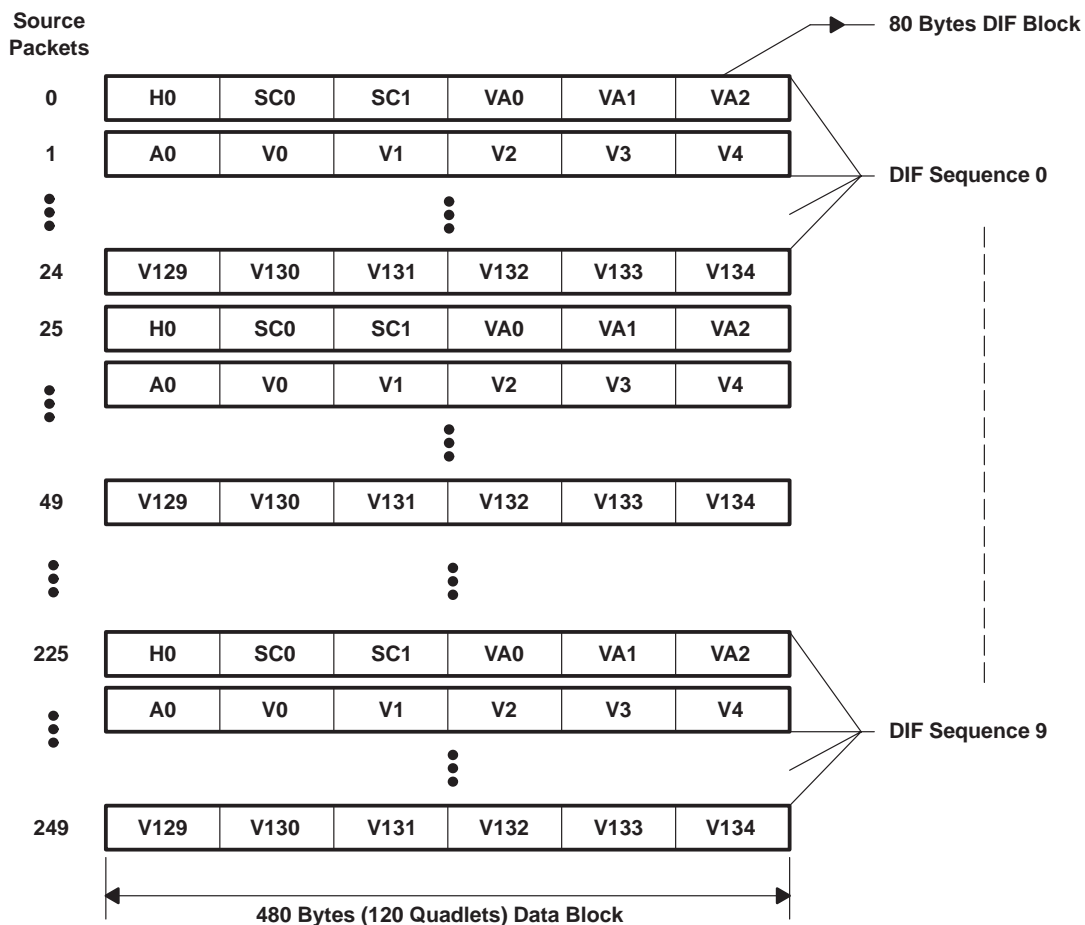 Source
Packets
80 Bytes DIF Block
0 H0 SC0 SC1 VA0 VA1 VA2
1 A0 V0 V1 V2 V3 V4
DIF Sequence 0
24 V129 V130 V131 V132 V133 V134
25 H0 SC0 SC1 VA0 VA1 VA2
A0 V0 V1 V2 V3 V4
49 V129 V130 V131 V132 V133 V134
225 H0 SC0 SC1 VA0 VA1 VA2
A0 V0 V1 V2 V3 V4
DIF Sequence 9
249 V129 V130 V131 V132 V133 V134
480 Bytes (120 Quadlets) Data Block